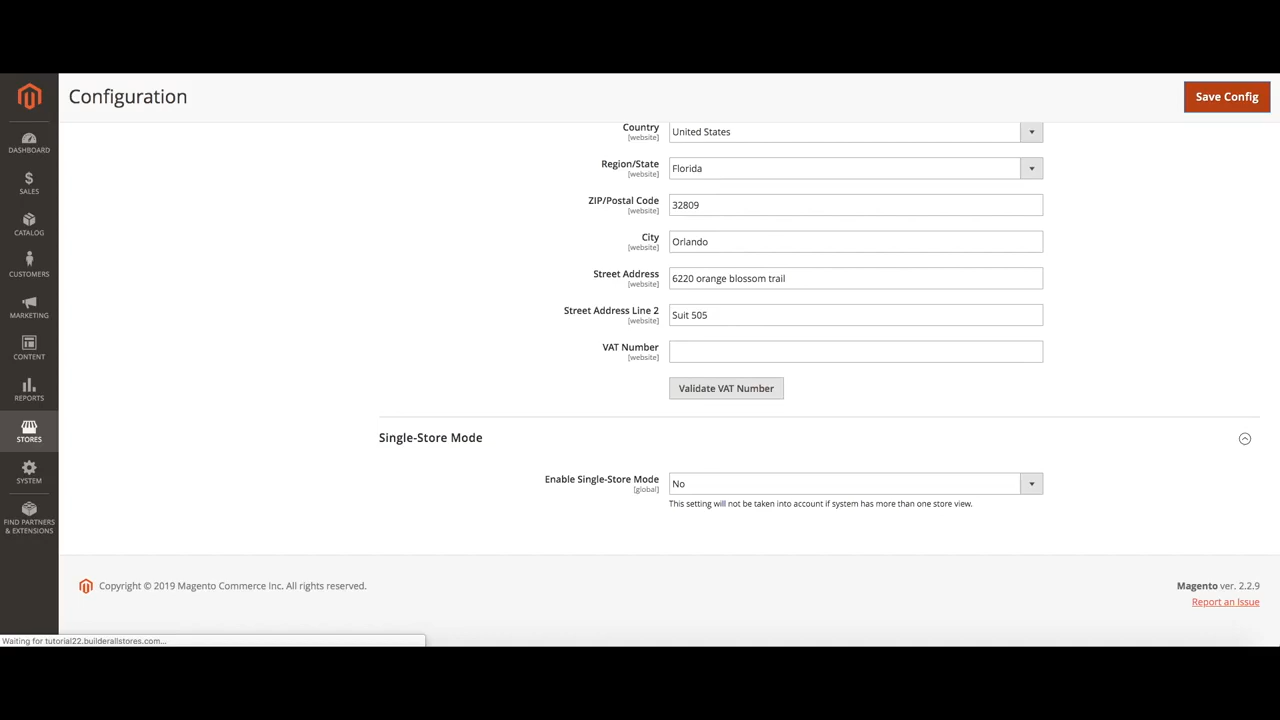 Configuration
Save Config
DASHBOARD
SALES
CATALOG
CUSTOMERS
MARKETING
CONTENT
REPORTS
STORES
SYSTEM
FIND PARTNERS
& EXTENSIONS
Country
[website]
United States
Region/State
[website]
Florida
ZIP/Postal Code
[website]
32809
City
[website]
Orlando
Street Address
[website]
6220 orange blossom trail
Street Address Line 2
[website]
Suit 505
VAT Number
[website]
Validate VAT Number
Single-Store Mode
Enable Single-Store Mode
[global]
No
This setting will not be taken into account if system has more than one store view.
Copyright © 2019 Magento Commerce Inc. All rights reserved.
Magento ver. 2.2.9
Report an Issue
Waiting for tutorial22.builderallstores.com...